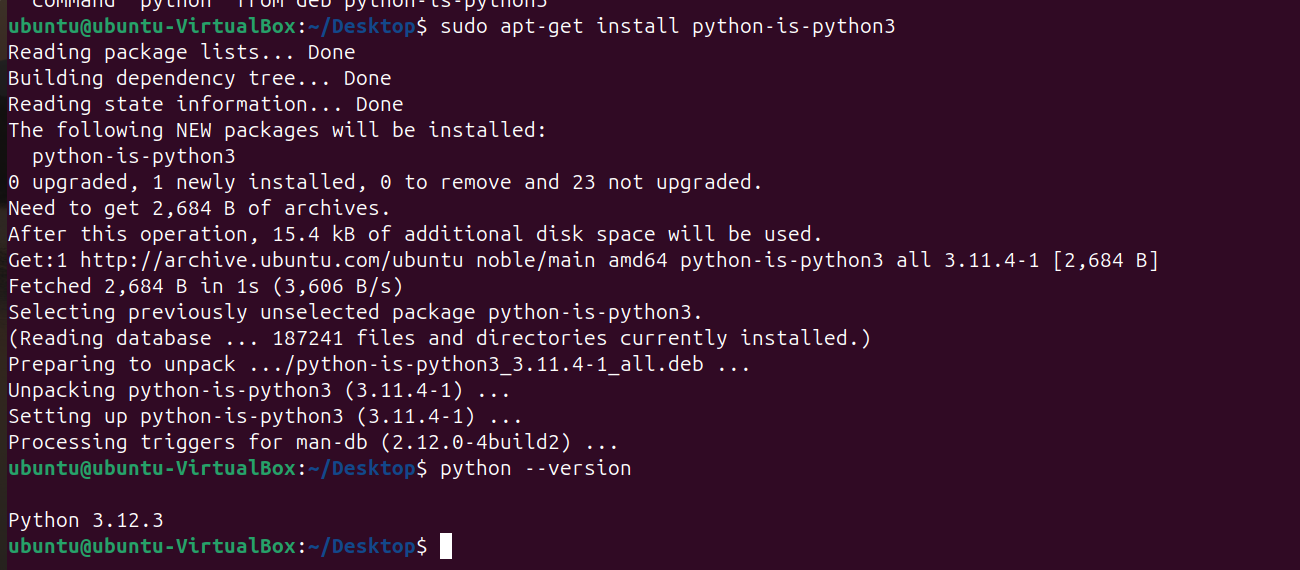 command 'python' from deb python-is-python3
ubuntu@ubuntu-VirtualBox:~/Desktop$ sudo apt-get install python-is-python3
Reading package lists... Done
Building dependency tree... Done
Reading state information... Done
The following NEW packages will be installed:
  python-is-python3
0 upgraded, 1 newly installed, 0 to remove and 23 not upgraded.
Need to get 2,684 B of archives.
After this operation, 15.4 kB of additional disk space will be used.
Get:1 http://archive.ubuntu.com/ubuntu noble/main amd64 python-is-python3 all 3.11.4-1 [2,684 B]
Fetched 2,684 B in 1s (3,606 B/s)
Selecting previously unselected package python-is-python3.
(Reading database ... 187241 files and directories currently installed.)
Preparing to unpack .../python-is-python3_3.11.4-1_all.deb ...
Unpacking python-is-python3 (3.11.4-1) ...
Setting up python-is-python3 (3.11.4-1) ...
Processing triggers for man-db (2.12.0-4build2) ...
ubuntu@ubuntu-VirtualBox:~/Desktop$ python --version
Python 3.12.3
ubuntu@ubuntu-VirtualBox:~/Desktop$